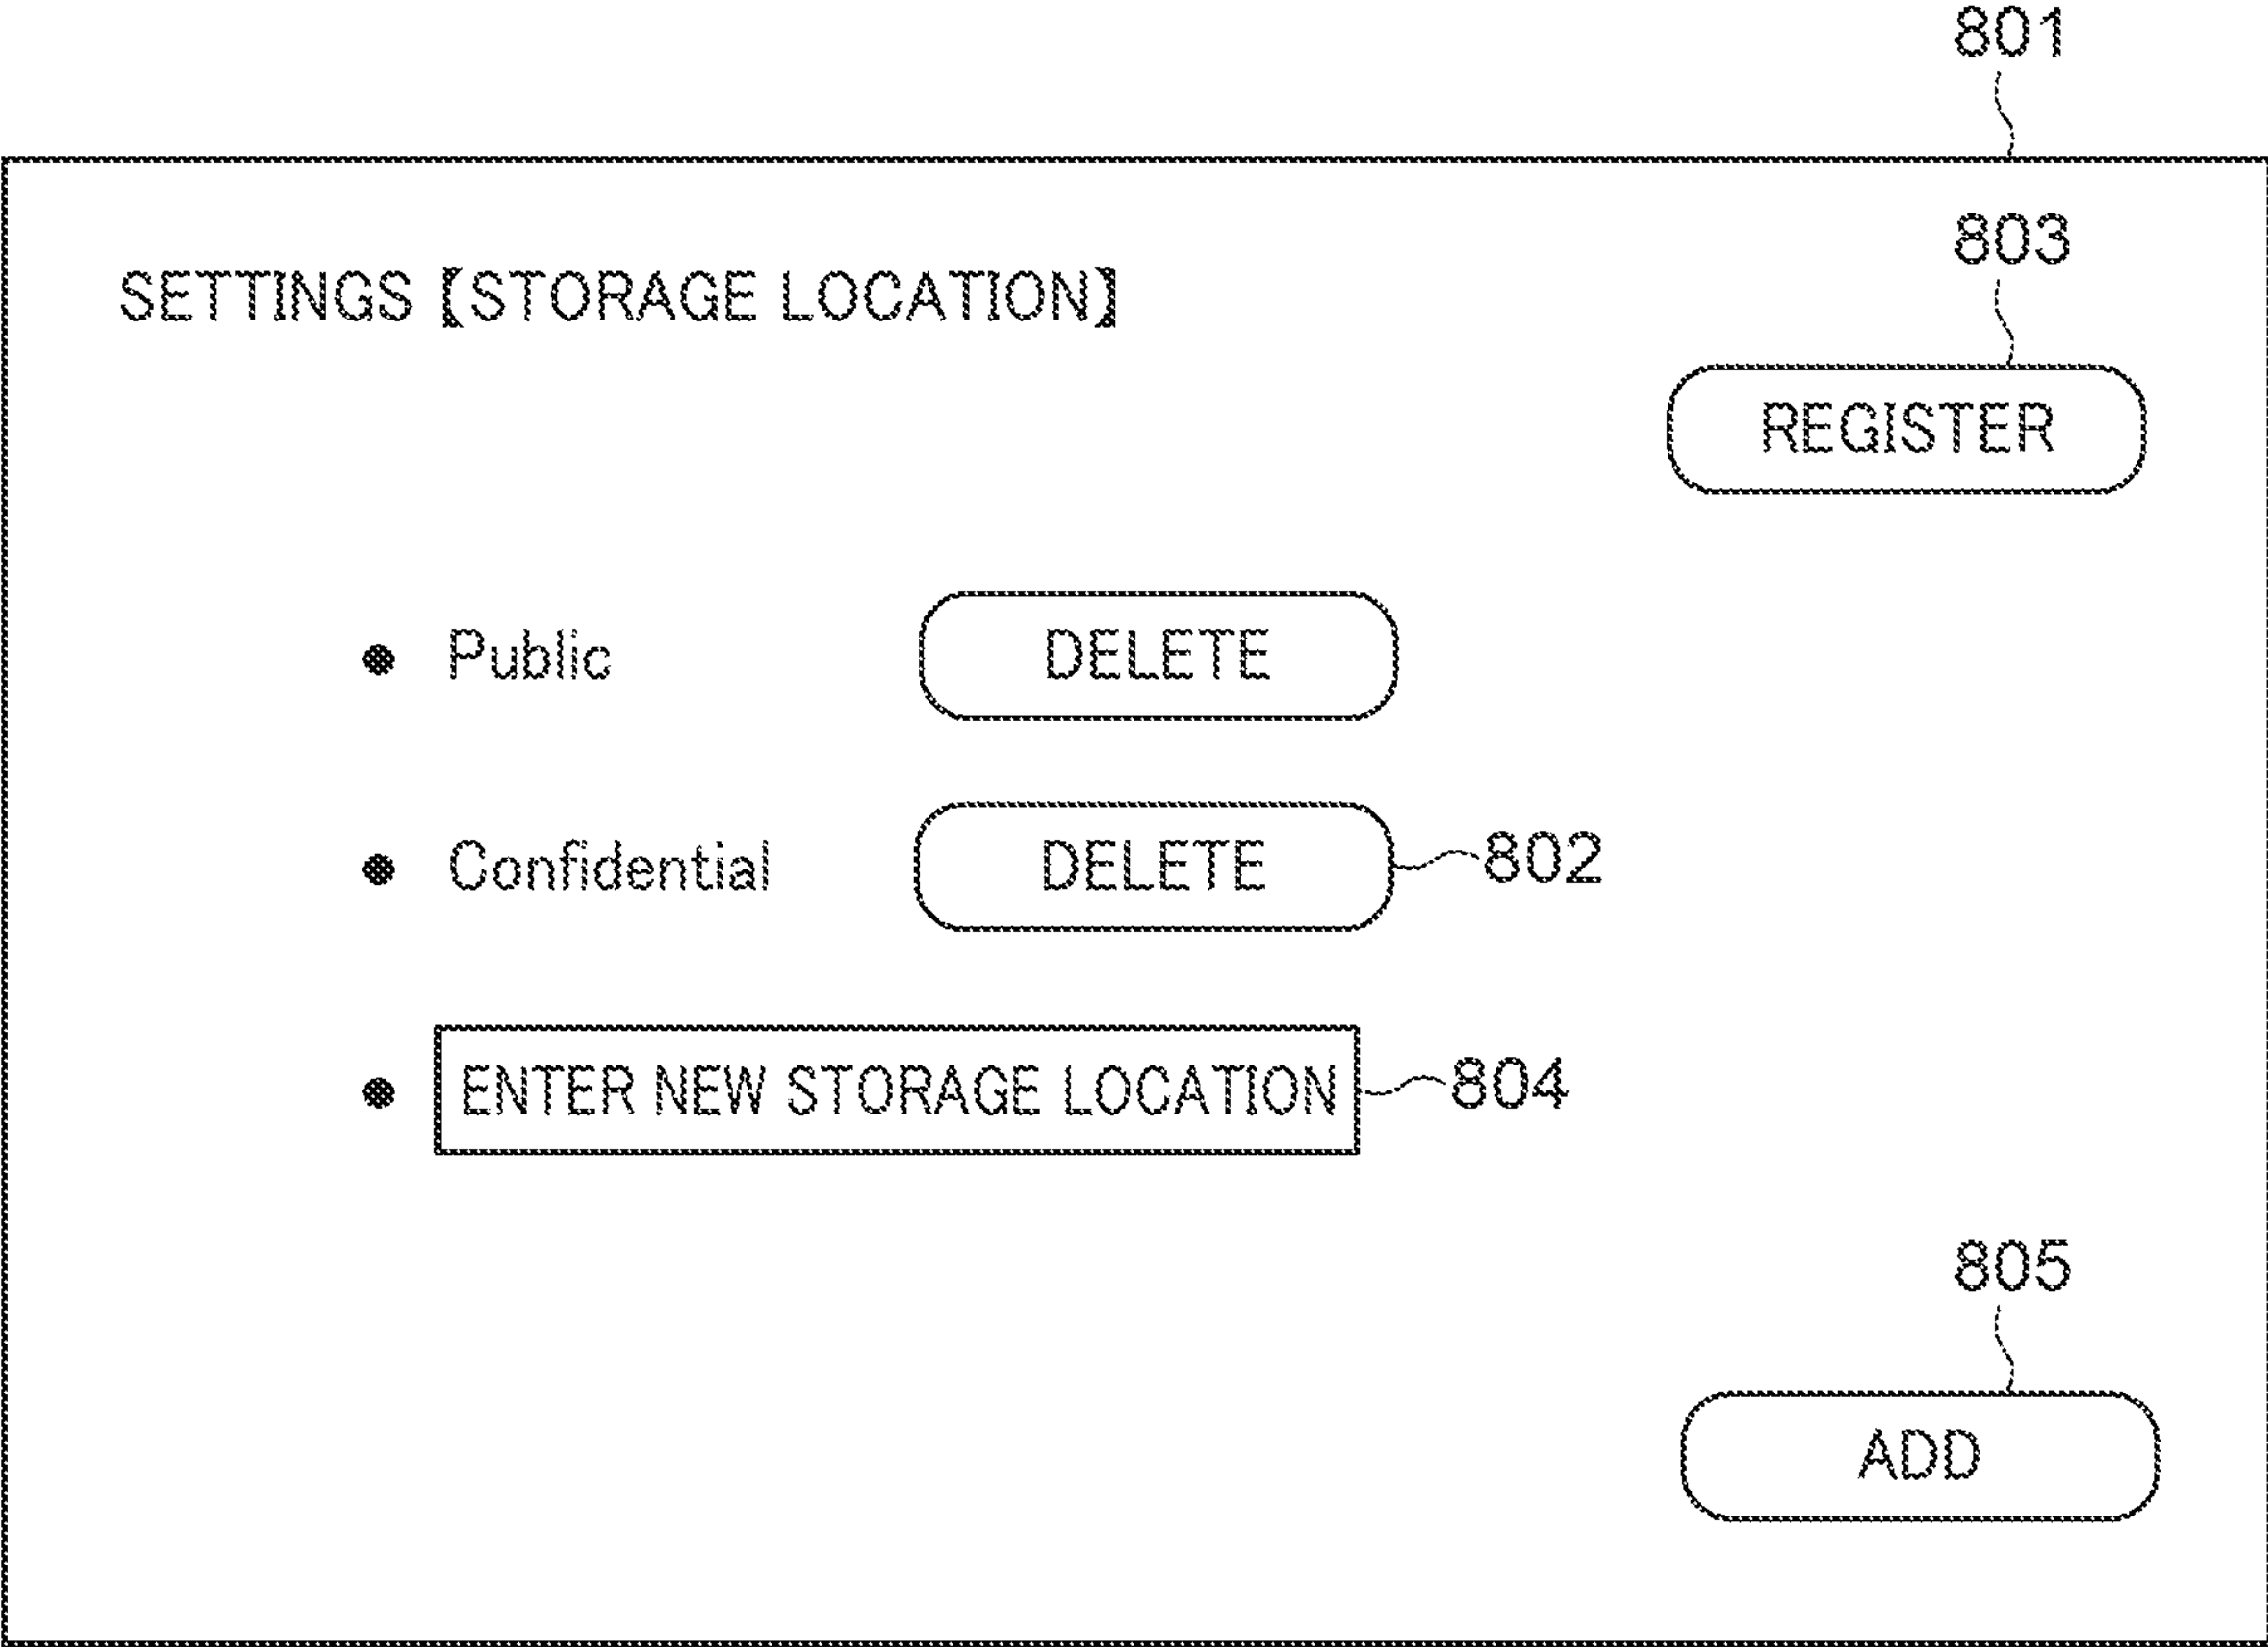 801
803
SETTINGS【STORAGE LOCATION】
REGISTER
● Public DELETE
● Confidential DELETE 802
● ENTER NEW STORAGE LOCATION 804
805
ADD